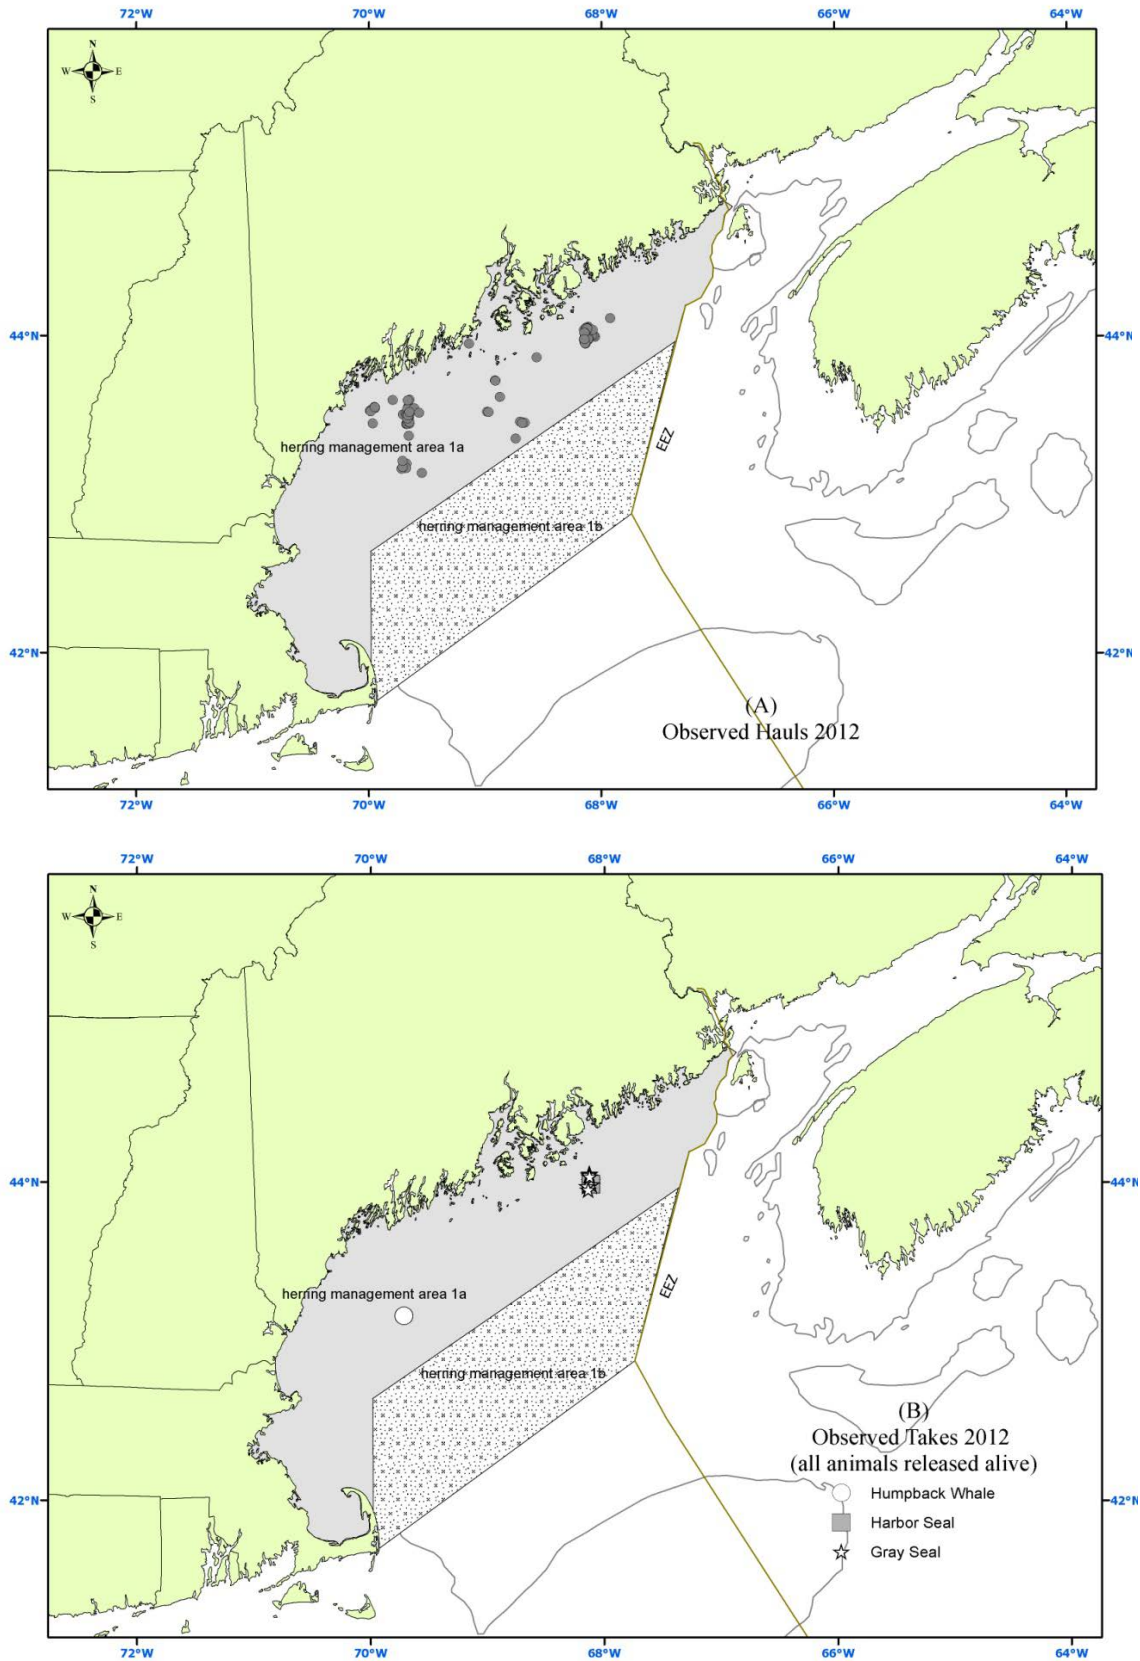 72°W 70°W 68°W 66°W 64°W
N
W E
S
44°N 44°N
herring management area 1a
EEZ
herring management area 1b
42°N 42°N
(A)
Observed Hauls 2012
72°W 70°W 68°W 66°W 64°W
72°W 70°W 68°W 66°W 64°W
N
W E
S
44°N 44°N
herring management area 1a
EEZ
herring management area 1b
(B)
Observed Takes 2012
(all animals released alive)
42°N 42°N
Humpback Whale
Harbor Seal
Gray Seal
72°W 70°W 68°W 66°W 64°W